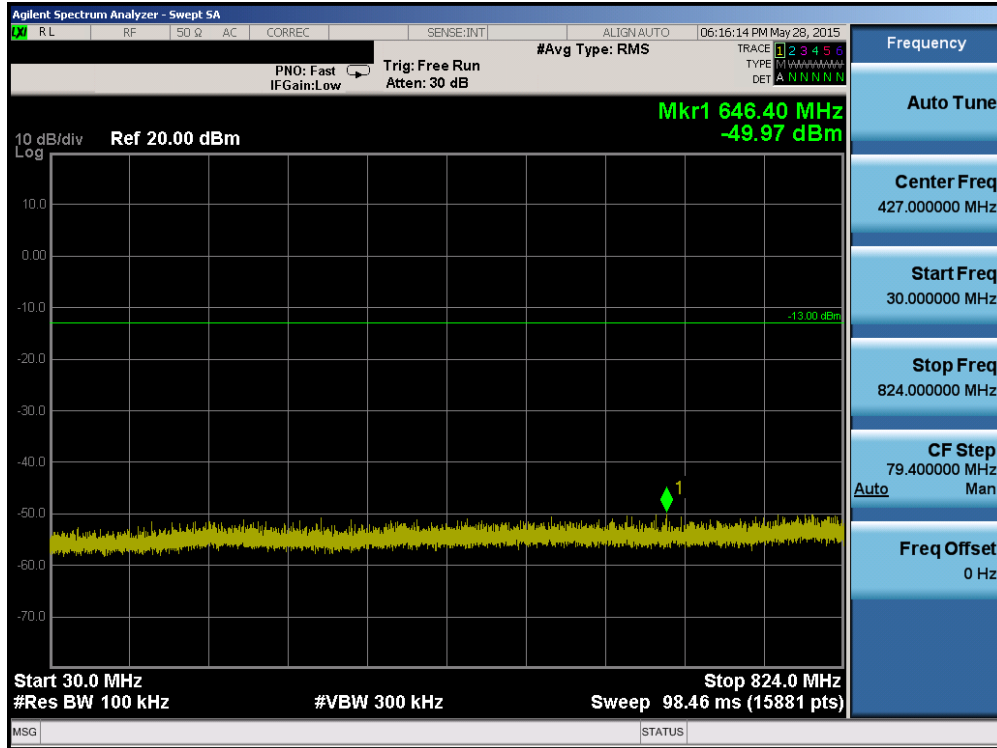 Agilent Spectrum Analyzer - Swept SA
LXI RL RF 50 Ω AC CORREC SENSE:INT ALIGN AUTO 06:16:14 PM May 28, 2015
#Avg Type: RMS
TRACE 1 2 3 4 5 6
PNO: Fast
Trig: Free Run
TYPE M WWWWW
IFGain:Low
Atten: 30 dB
DET A N N N N N
Mkr1 646.40 MHz
-49.97 dBm
10 dB/div Ref 20.00 dBm
Log
10.0
0.00
-10.0
-13.00 dBm
-20.0
-30.0
-40.0
1
-50.0
-60.0
-70.0
Start 30.0 MHz Stop 824.0 MHz
#Res BW 100 kHz #VBW 300 kHz Sweep 98.46 ms (15881 pts)
MSG STATUS
Frequency
Auto Tune
Center Freq
427.000000 MHz
Start Freq
30.000000 MHz
Stop Freq
824.000000 MHz
CF Step
79.400000 MHz
Auto Man
Freq Offset
0 Hz